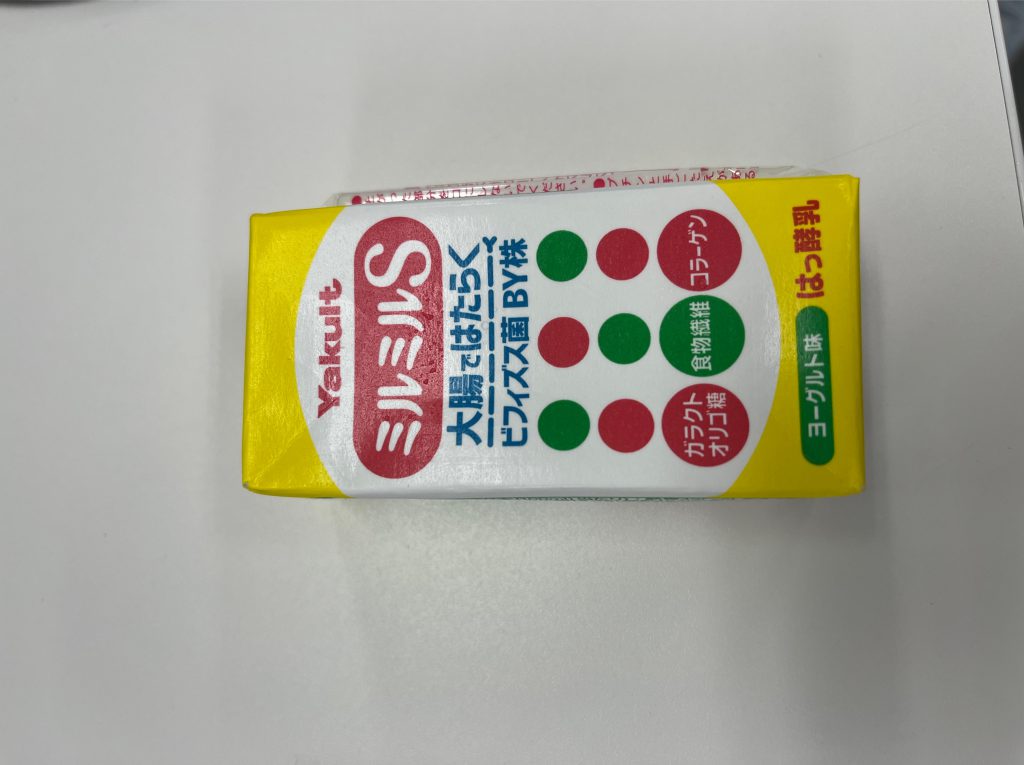 Yakult
ミルミルS
大腸ではたらく
ビフィズス菌 BY株
ガラクト
オリゴ糖
食物繊維
コラーゲン
ヨーグルト味
はっ酵乳